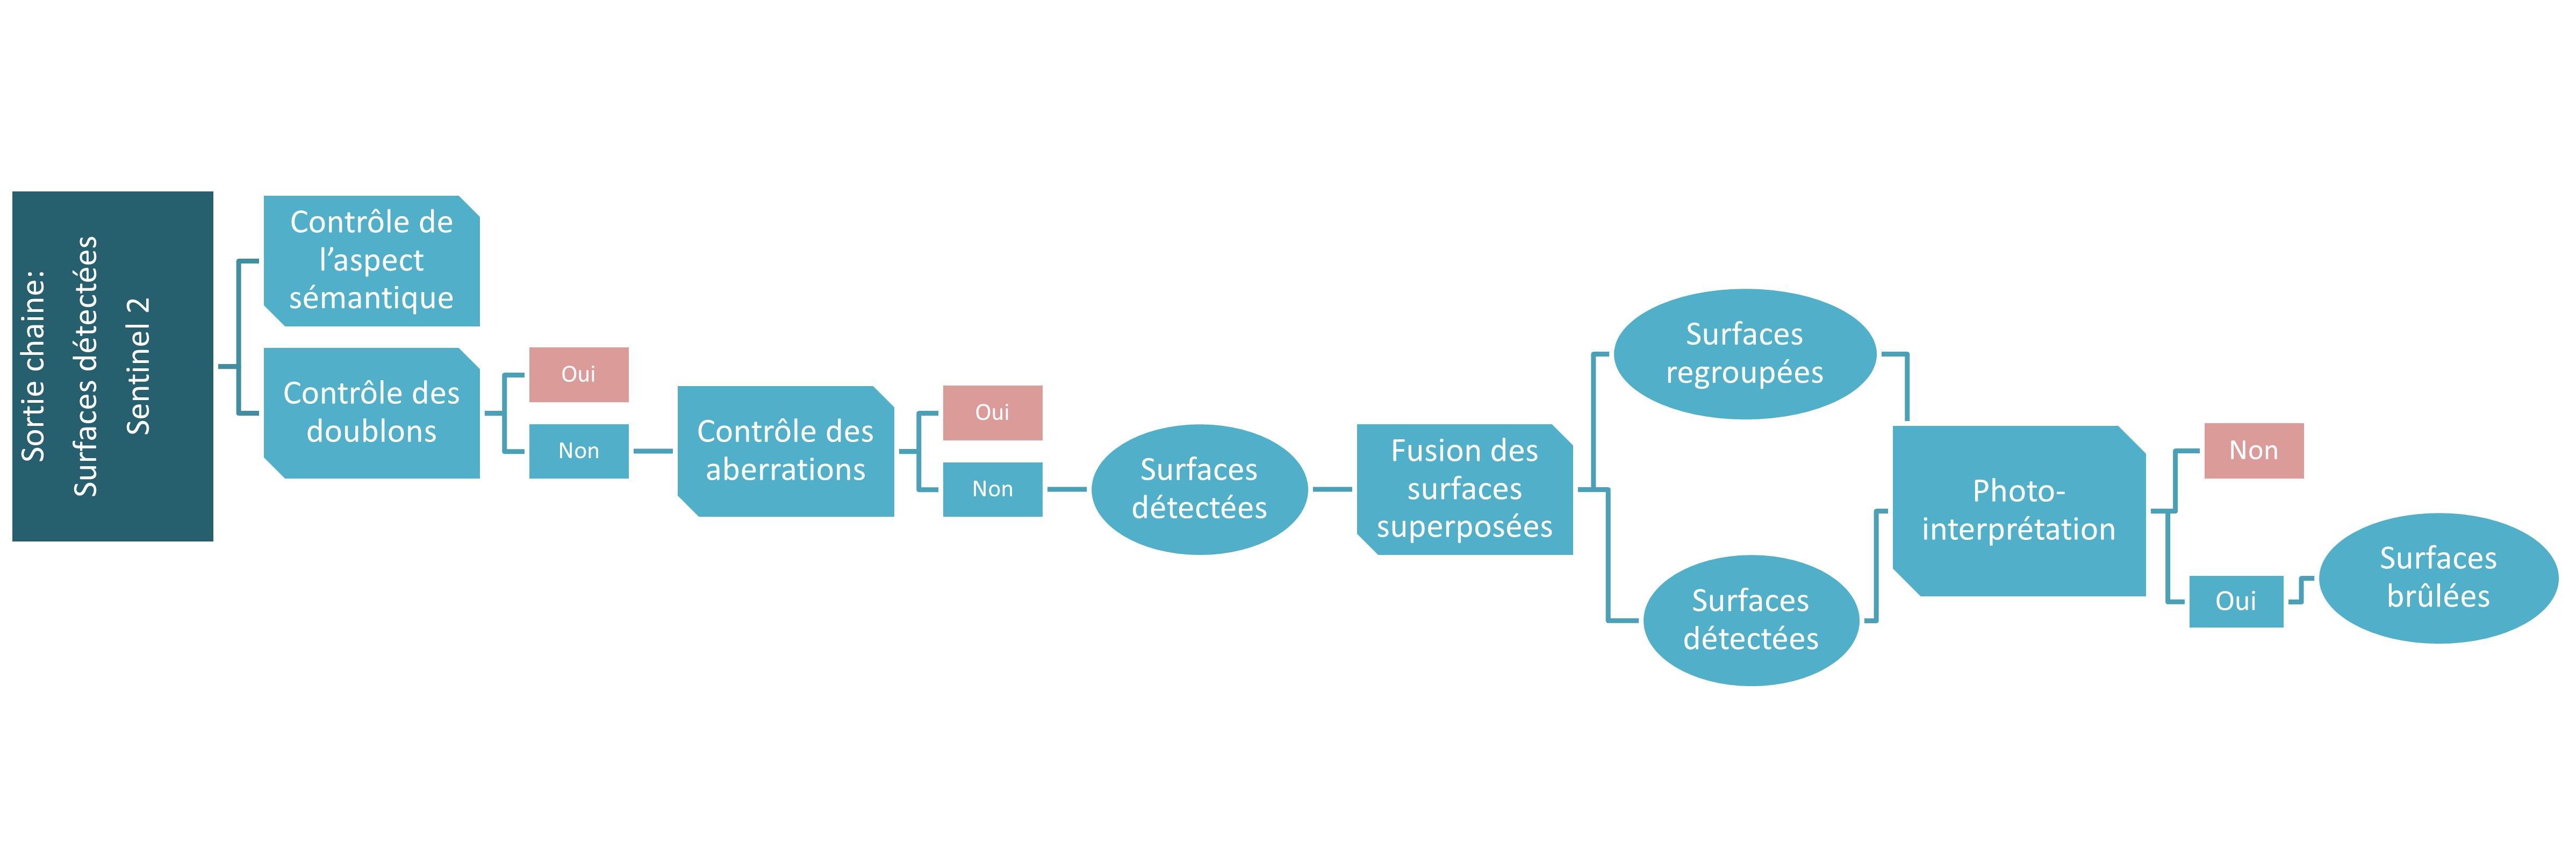 Sortie chaine:
Surfaces détectées
Sentinel 2
Contrôle de
l’aspect
sémantique
Contrôle des
doublons
Oui
Non
Contrôle des
aberrations
Oui
Non
Surfaces
détectées
Fusion des
surfaces
superposées
Surfaces
regroupées
Surfaces
détectées
Photo-
interprétation
Non
Oui
Surfaces
brûlées